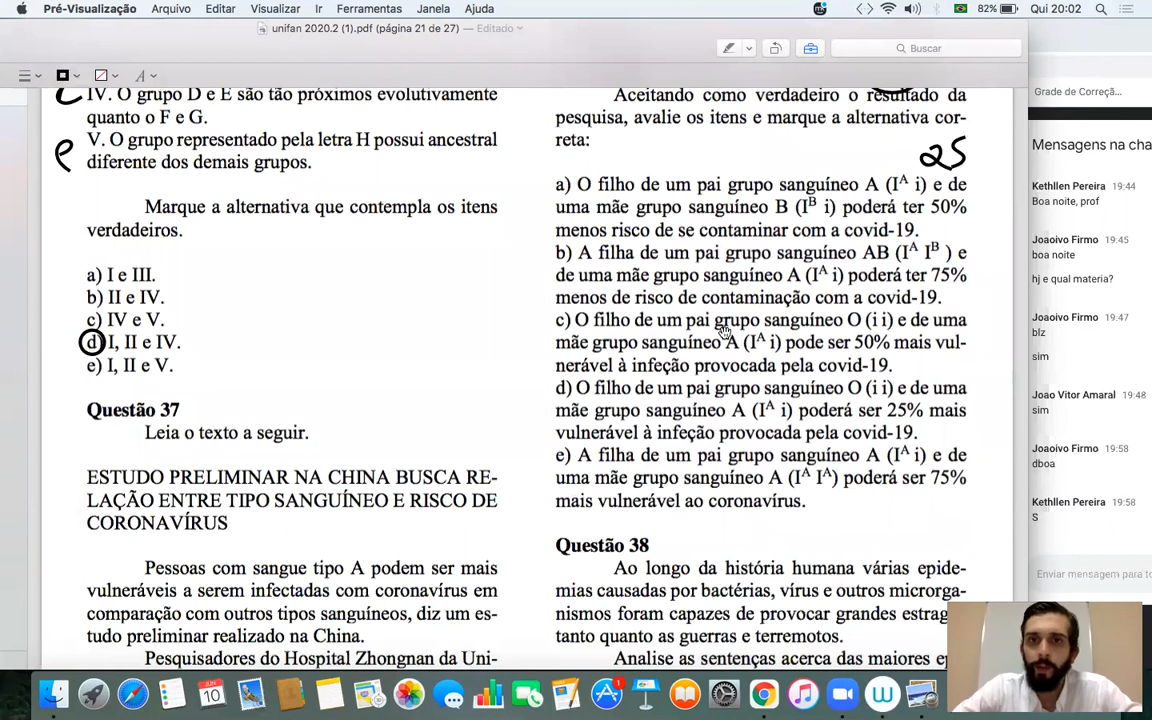 Pré-Visualização Arquivo Editar Visualizar Ir Ferramentas Janela Ajuda 82% Qui 20:02
unifan 2020.2 (1).pdf (página 21 de 27) — Editado
Buscar
IV. O grupo D e E são tão próximos evolutivamente
quanto o F e G.
V. O grupo representado pela letra H possui ancestral
diferente dos demais grupos.
Marque a alternativa que contempla os itens
verdadeiros.
a) I e III.
b) II e IV.
c) IV e V.
d) I, II e IV.
e) I, II e V.
Questão 37
Leia o texto a seguir.
ESTUDO PRELIMINAR NA CHINA BUSCA RE-
LAÇÃO ENTRE TIPO SANGUÍNEO E RISCO DE
CORONAVÍRUS
Pessoas com sangue tipo A podem ser mais
vulneráveis a serem infectadas com coronavírus em
comparação com outros tipos sanguíneos, diz um es-
tudo preliminar realizado na China.
Pesquisadores do Hospital Zhongnan da Uni-
Aceitando como verdadeiro o resultado da
pesquisa, avalie os itens e marque a alternativa cor-
reta:
25
a) O filho de um pai grupo sanguíneo A (I^A i) e de
uma mãe grupo sanguíneo B (I^B i) poderá ter 50%
menos risco de se contaminar com a covid-19.
b) A filha de um pai grupo sanguíneo AB (I^A I^B ) e
de uma mãe grupo sanguíneo A (I^A i) poderá ter 75%
menos de risco de contaminação com a covid-19.
c) O filho de um pai grupo sanguíneo O (i i) e de uma
mãe grupo sanguíneo A (I^A i) pode ser 50% mais vul-
nerável à infeção provocada pela covid-19.
d) O filho de um pai grupo sanguíneo O (i i) e de uma
mãe grupo sanguíneo A (I^A i) poderá ser 25% mais
vulnerável à infeção provocada pela covid-19.
e) A filha de um pai grupo sanguíneo A (I^A i) e de
uma mãe grupo sanguíneo A (I^A I^A) poderá ser 75%
mais vulnerável ao coronavírus.
Questão 38
Ao longo da história humana várias epide-
mias causadas por bactérias, vírus e outros microrga-
nismos foram capazes de provocar grandes estrag
tanto quanto as guerras e terremotos.
Analise as sentenças acerca das maiores e
Grade de Correçã...
Mensagens na cha
Kethllen Pereira 19:44
Boa noite, prof
Joaoivo Firmo 19:45
boa noite
hj e qual materia?
Joaoivo Firmo 19:47
blz
sim
Joao Vitor Amaral 19:48
sim
Joaoivo Firmo 19:58
dboa
Kethllen Pereira 19:58
S
Enviar mensagem para to